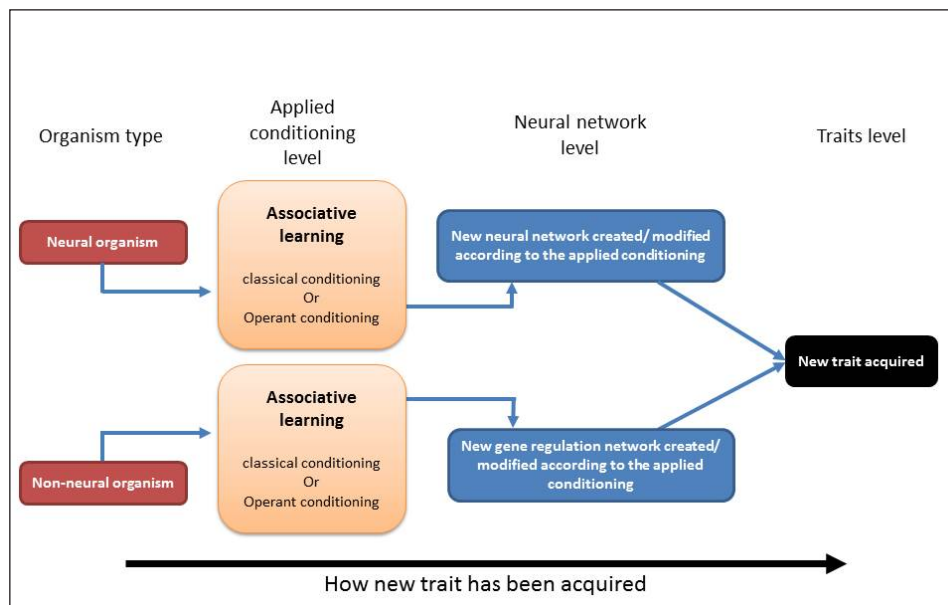 Organism type
Applied
conditioning
level
Neural network
level
Traits level
Neural organism
Associative
learning
classical conditioning
Or
Operant conditioning
New neural network created/ modified
according to the applied conditioning
New trait acquired
Non-neural organism
Associative
learning
classical conditioning
Or
Operant conditioning
New gene regulation network created/
modified according to the applied
conditioning
How new trait has been acquired